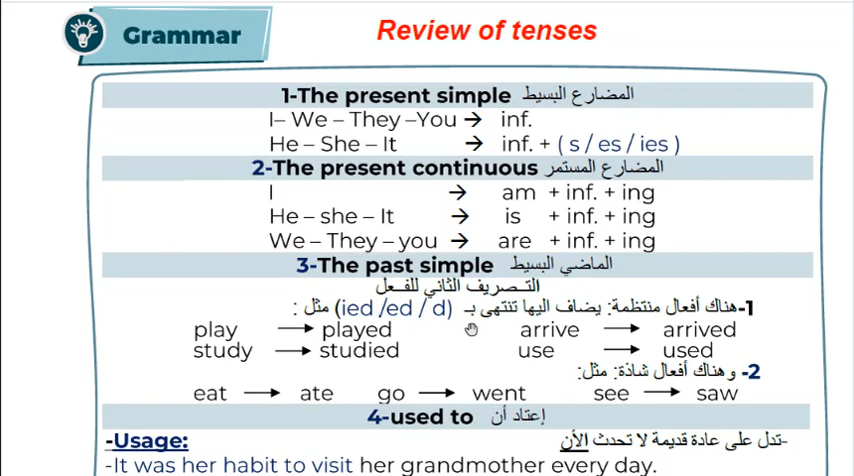 Grammar
Review of tenses
1-The present simple المضارع البسيط
I– We – They –You → inf.
He – She – It → inf. + ( s / es / ies )
2-The present continuous المضارع المستمر
I → am + inf. + ing
He – she – It → is + inf. + ing
We – They – you → are + inf. + ing
3-The past simple الماضي البسيط
التصريف الثاني للفعل
1-هناك أفعال منتظمة: يضاف اليها تنتهى بـ (ied /ed / d) مثل :
play → played arrive → arrived
study → studied use → used
2- وهناك أفعال شاذة: مثل:
eat → ate go → went see → saw
4-used to إعتاد أن
-Usage: -تدل على عادة قديمة لا تحدث الأن
-It was her habit to visit her grandmother every day.